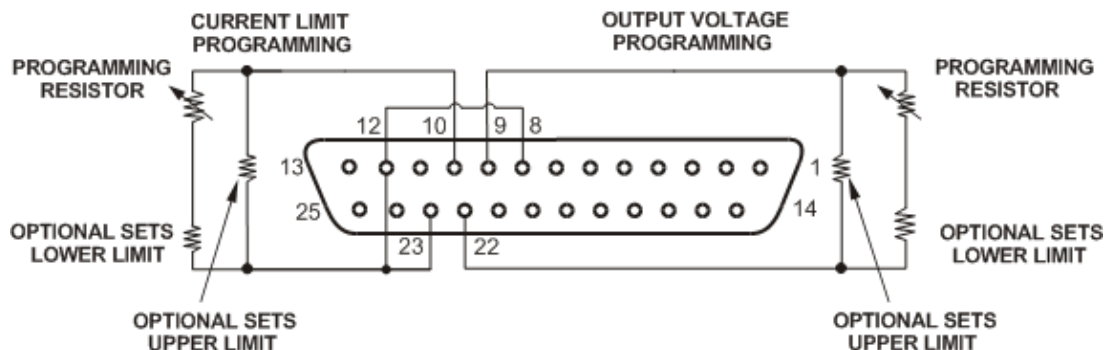 CURRENT LIMIT
PROGRAMMING
OUTPUT VOLTAGE
PROGRAMMING
PROGRAMMING
RESISTOR
PROGRAMMING
RESISTOR
12
10
9
8
13
1
25
14
23
22
OPTIONAL SETS
LOWER LIMIT
OPTIONAL SETS
LOWER LIMIT
OPTIONAL SETS
UPPER LIMIT
OPTIONAL SETS
UPPER LIMIT